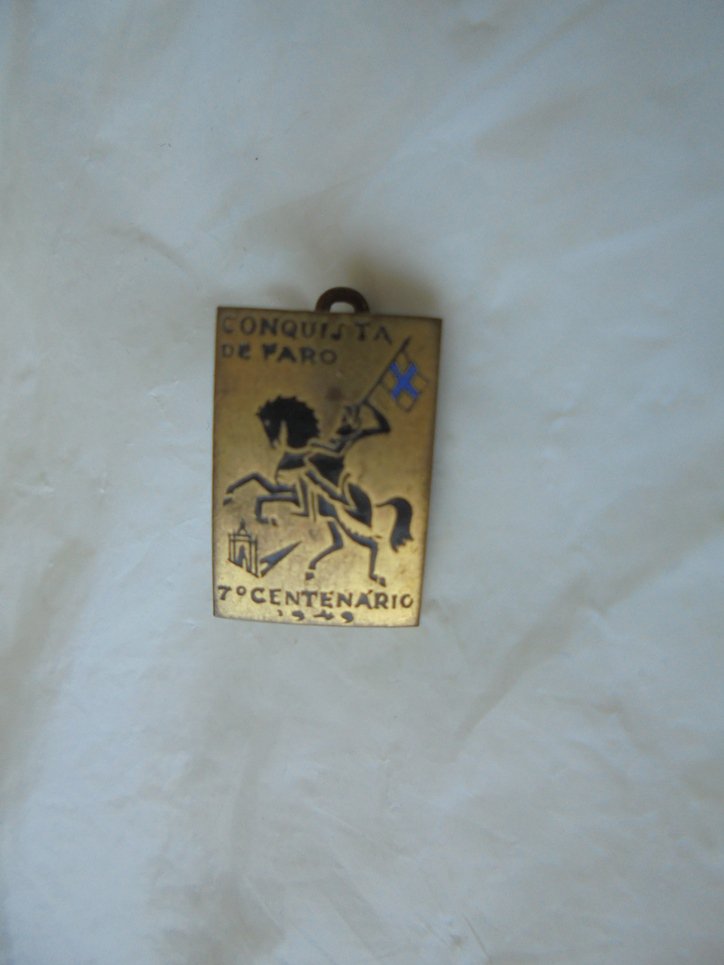 CONQUISTA
DE FARO
7º CENTENÁRIO
1949